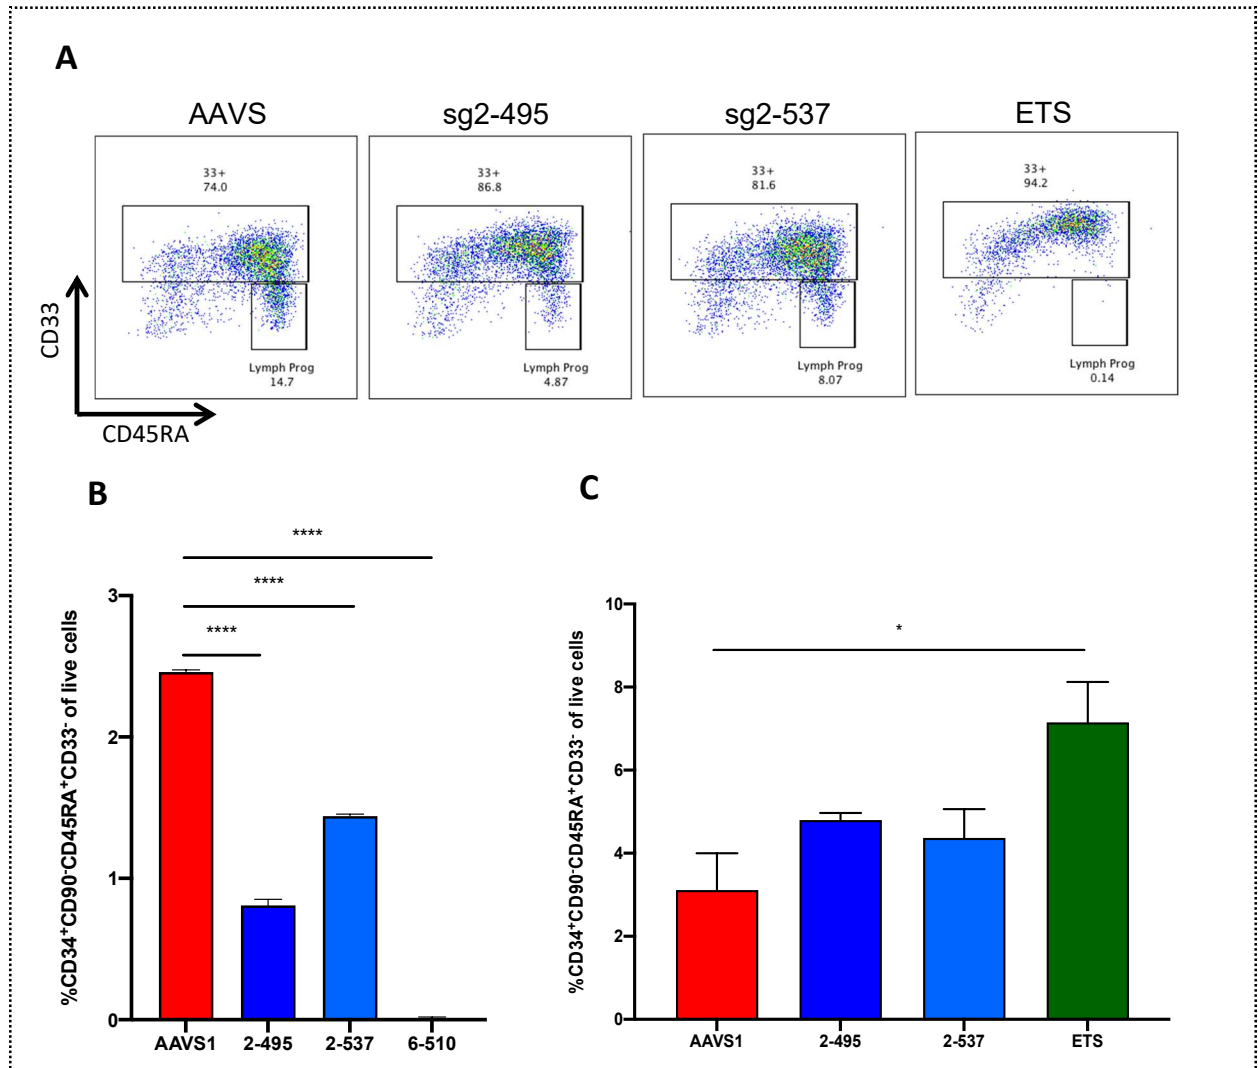 A
AAVS sg2-495 sg2-537 ETS
33+
74.0
33+
86.8
33+
81.6
33+
94.2
CD33
Lymph Prog
14.7
Lymph Prog
4.87
Lymph Prog
8.07
Lymph Prog
0.14
CD45RA
B
****
****
****
3
2
1
0
%CD34+CD90-CD45RA+CD33- of live cells
AAVS1 2-495 2-537 6-510
C
*
10
8
6
4
2
0
%CD34+CD90-CD45RA+CD33- of live cells
AAVS1 2-495 2-537 ETS